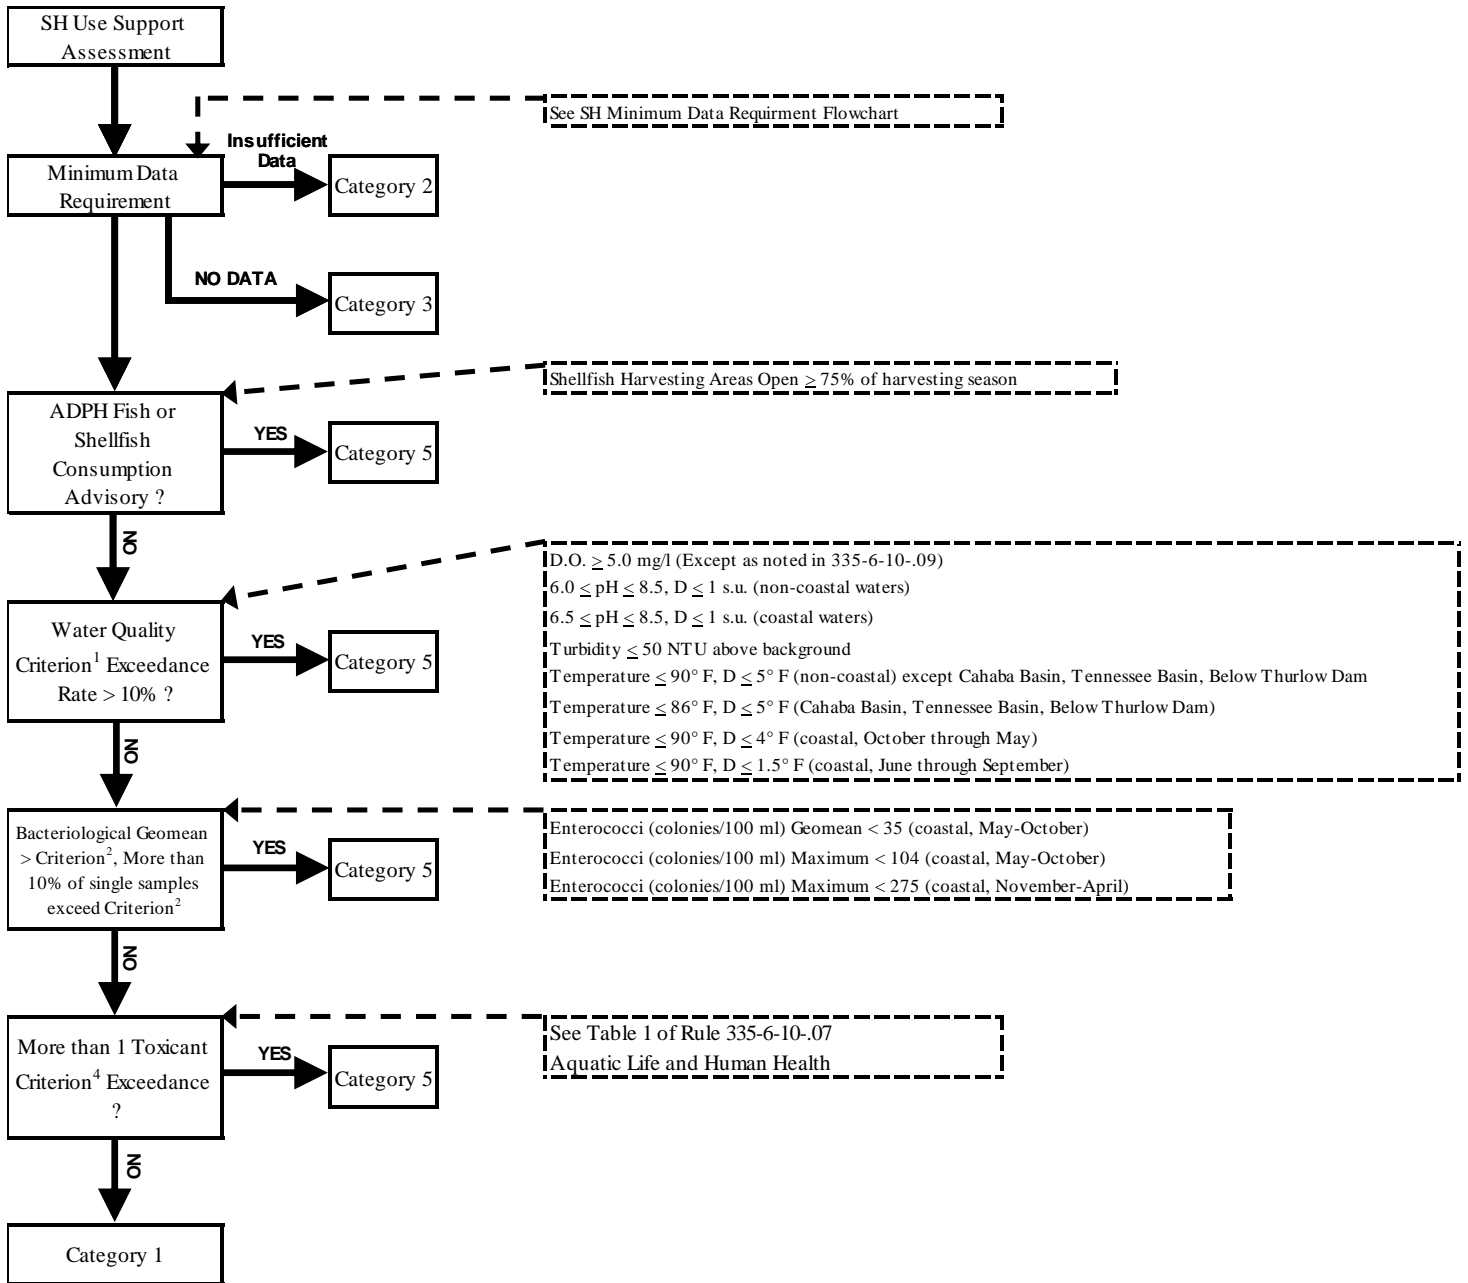 SH Use Support
Assessment
See SH Minimum Data Requirment Flowchart
Insufficient
Data
Minimum Data
Requirement
Category 2
NO DATA
Category 3
Shellfish Harvesting Areas Open ≥ 75% of harvesting season
ADPH Fish or
Shellfish
Consumption
Advisory ?
YES
Category 5
NO
D.O. ≥ 5.0 mg/l (Except as noted in 335-6-10-.09)
6.0 ≤ pH ≤ 8.5, D ≤ 1 s.u. (non-coastal waters)
6.5 ≤ pH ≤ 8.5, D ≤ 1 s.u. (coastal waters)
Turbidity ≤ 50 NTU above background
Temperature ≤ 90° F, D ≤ 5° F (non-coastal) except Cahaba Basin, Tennessee Basin, Below Thurlow Dam
Temperature ≤ 86° F, D ≤ 5° F (Cahaba Basin, Tennessee Basin, Below Thurlow Dam)
Temperature ≤ 90° F, D ≤ 4° F (coastal, October through May)
Temperature ≤ 90° F, D ≤ 1.5° F (coastal, June through September)
Water Quality
Criterion¹ Exceedance
Rate > 10% ?
YES
Category 5
NO
Enterococci (colonies/100 ml) Geomean < 35 (coastal, May-October)
Enterococci (colonies/100 ml) Maximum < 104 (coastal, May-October)
Enterococci (colonies/100 ml) Maximum < 275 (coastal, November-April)
Bacteriological Geomean
> Criterion², More than
10% of single samples
exceed Criterion²
YES
Category 5
NO
See Table 1 of Rule 335-6-10-.07
Aquatic Life and Human Health
More than 1 Toxicant
Criterion⁴ Exceedance
?
YES
Category 5
NO
Category 1